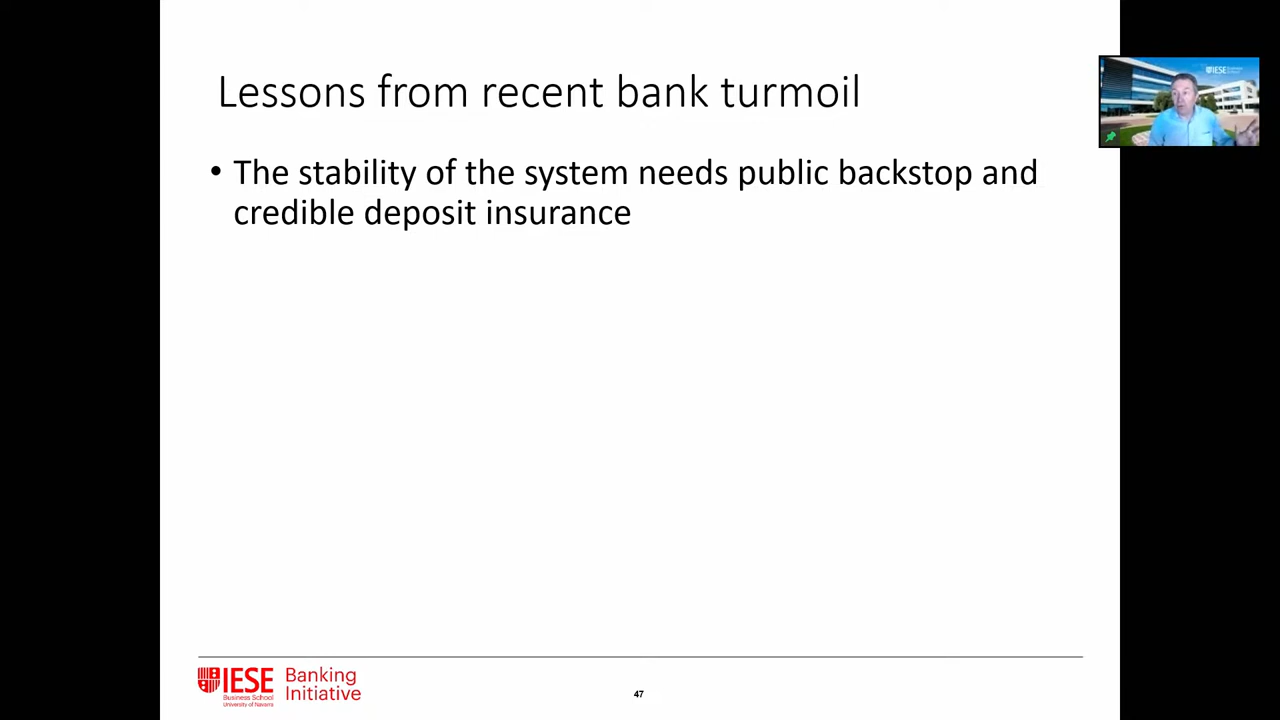 Lessons from recent bank turmoil
• The stability of the system needs public backstop and
credible deposit insurance
IESE
Business School
University of Navarra
Banking
Initiative
47
IESE